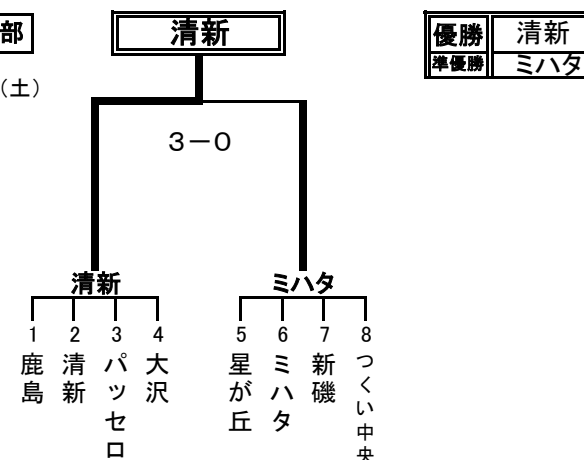 部
清新
優勝 清新
準優勝 ミハタ
(土)
3－0
清新
ミハタ
1 2 3 4 5 6 7 8
鹿島
清新
パッセロ
大沢
星が丘
ミハタ
新磯
つくい中央